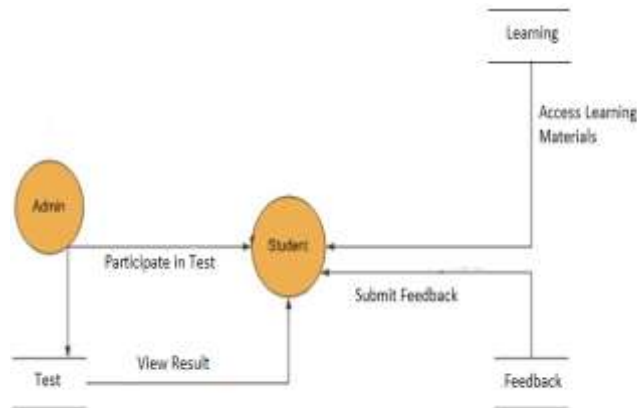 Learning
Access Learning
Materials
Admin
Student
Participate in Test
Submit Feedback
View Result
Test
Feedback